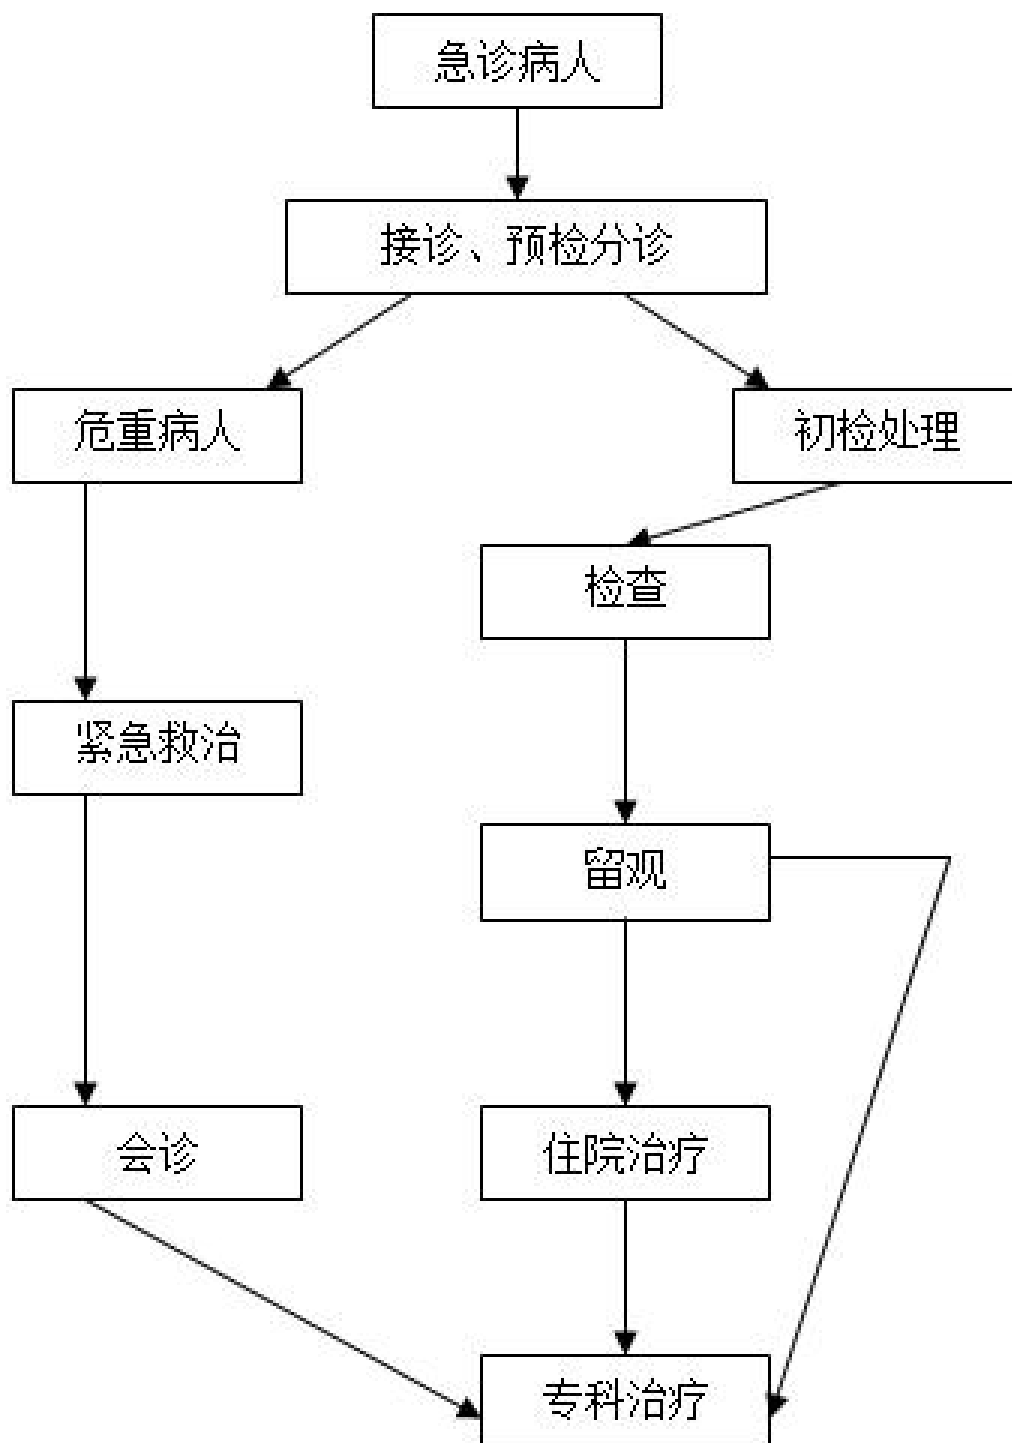 急诊病人
接诊、预检分诊
危重病人
初检处理
检查
紧急救治
留观
会诊
住院治疗
专科治疗